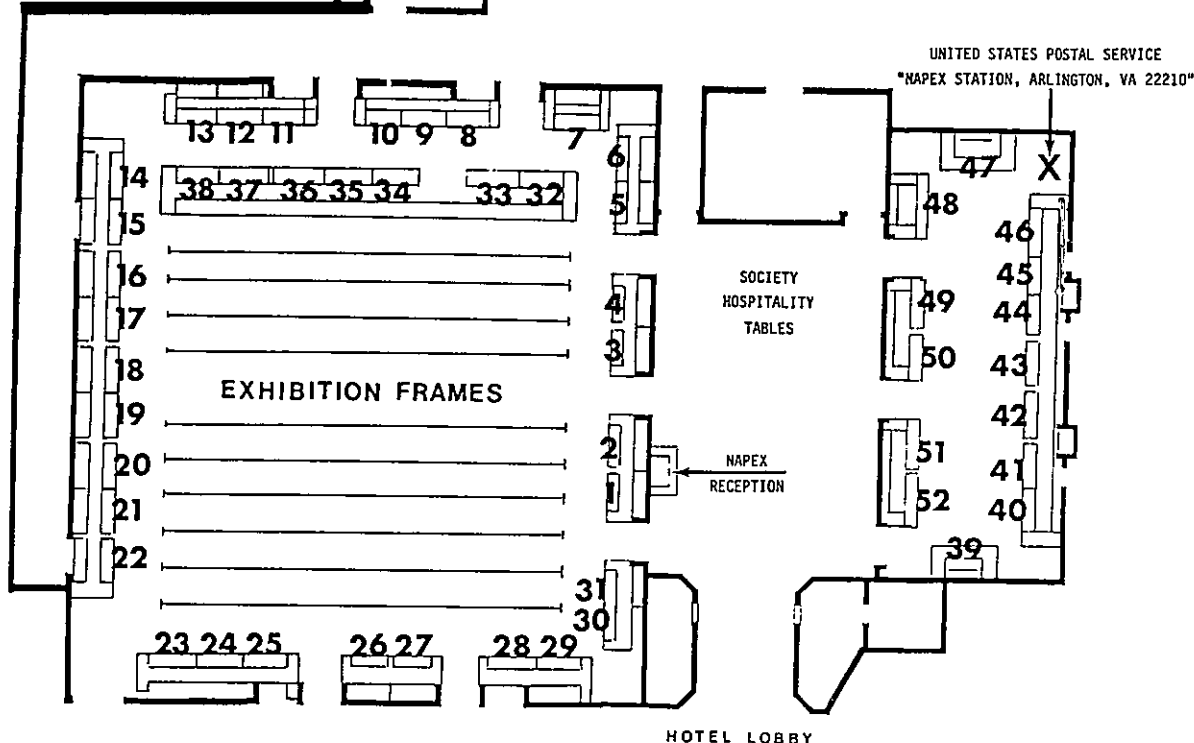 UNITED STATES POSTAL SERVICE
"NAPEX STATION, ARLINGTON, VA 22210"
X
13 12 11
10 9 8
7
6
5
47
48
14
15
16
17
18
19
20
21
22
38 37 36 35 34
33 32
4
3
SOCIETY
HOSPITALITY
TABLES
49
50
46
45
44
43
42
41
40
EXHIBITION FRAMES
2
1
NAPEX
RECEPTION
51
52
39
31
30
23 24 25
26 27
28 29
HOTEL LOBBY